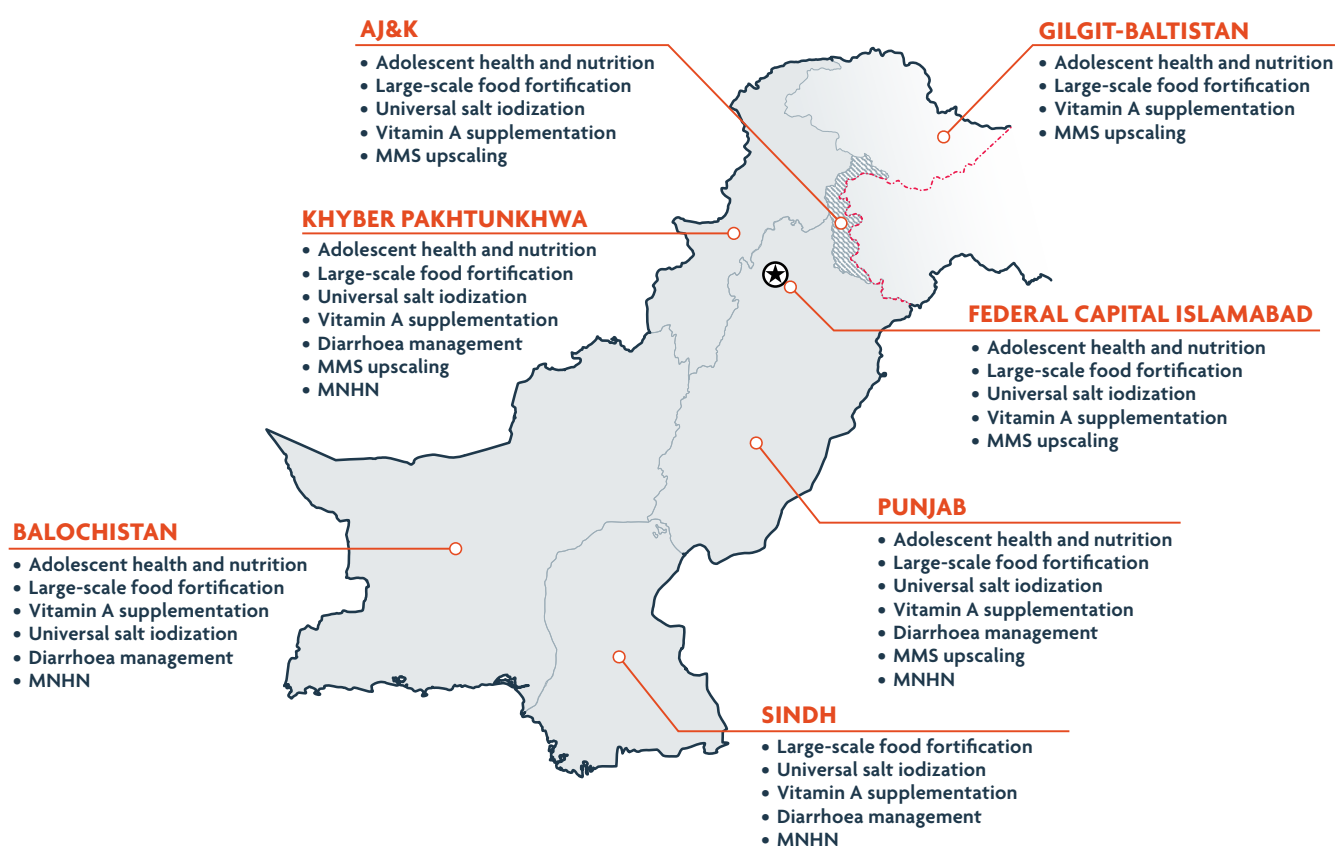 AJ&K
• Adolescent health and nutrition
• Large-scale food fortification
• Universal salt iodization
• Vitamin A supplementation
• MMS upscaling
GILGIT-BALTISTAN
• Adolescent health and nutrition
• Large-scale food fortification
• Vitamin A supplementation
• MMS upscaling
KHYBER PAKHTUNKHWA
• Adolescent health and nutrition
• Large-scale food fortification
• Universal salt iodization
• Vitamin A supplementation
• Diarrhoea management
• MMS upscaling
• MNHN
FEDERAL CAPITAL ISLAMABAD
• Adolescent health and nutrition
• Large-scale food fortification
• Universal salt iodization
• Vitamin A supplementation
• MMS upscaling
BALOCHISTAN
• Adolescent health and nutrition
• Large-scale food fortification
• Vitamin A supplementation
• Universal salt iodization
• Diarrhoea management
• MNHN
PUNJAB
• Adolescent health and nutrition
• Large-scale food fortification
• Universal salt iodization
• Vitamin A supplementation
• Diarrhoea management
• MMS upscaling
• MNHN
SINDH
• Large-scale food fortification
• Universal salt iodization
• Vitamin A supplementation
• Diarrhoea management
• MNHN